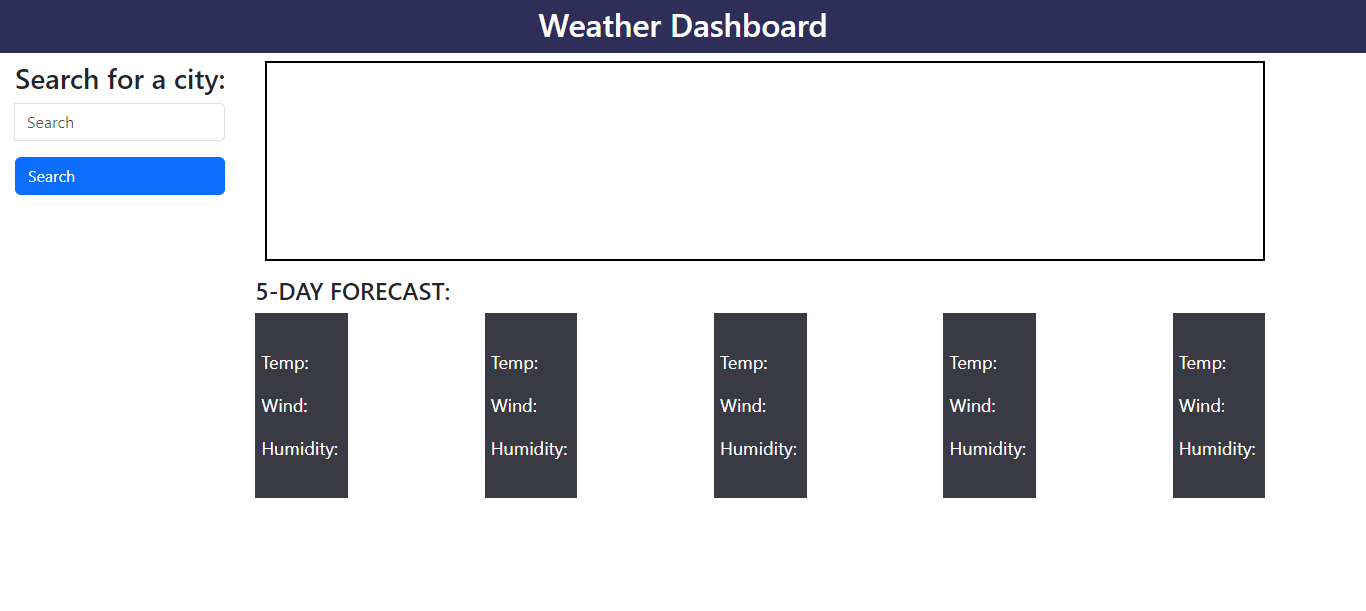 Weather Dashboard
Search for a city:
Search
Search
5-DAY FORECAST:
Temp:
Wind:
Humidity:
Temp:
Wind:
Humidity:
Temp:
Wind:
Humidity:
Temp:
Wind:
Humidity:
Temp:
Wind:
Humidity: